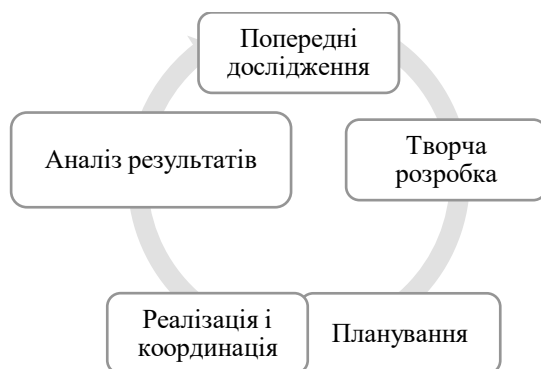 Попередні
дослідження
Творча
розробка
Планування
Реалізація і
координація
Аналіз результатів